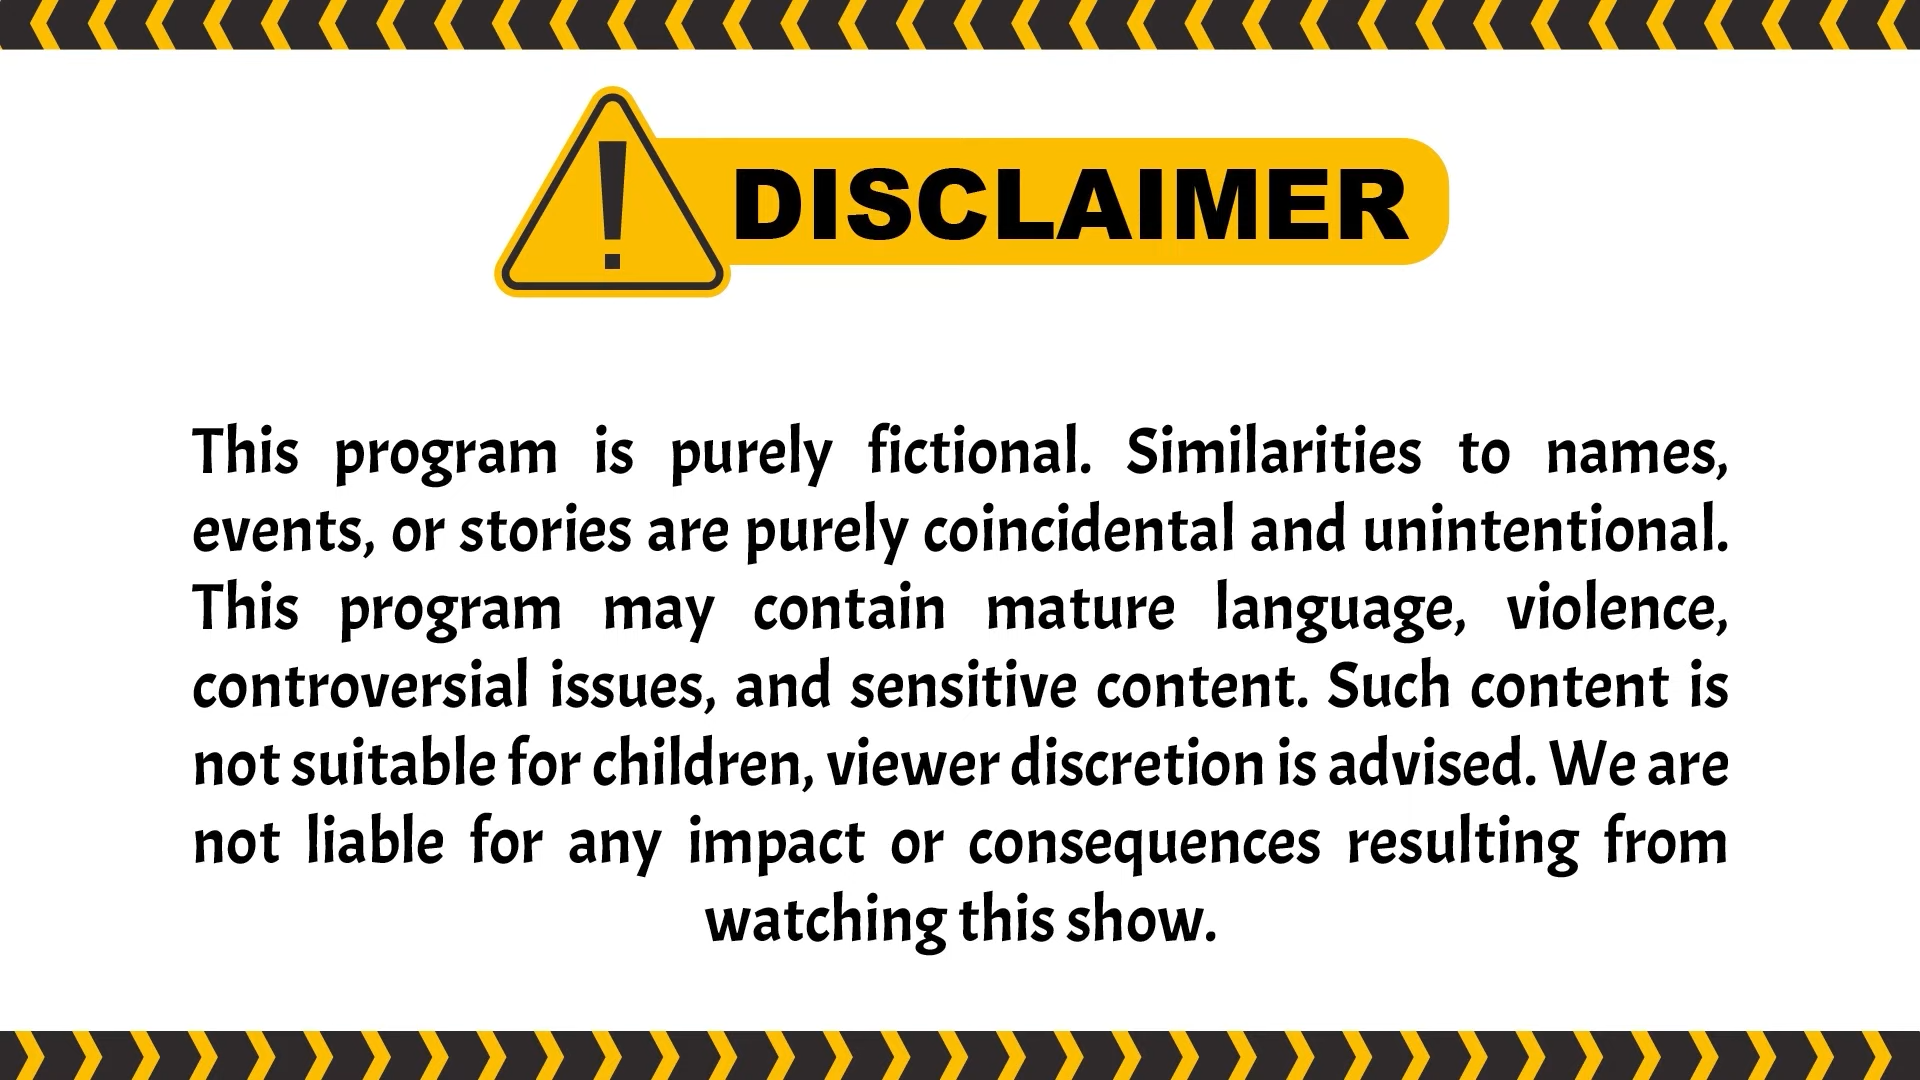 DISCLAIMER
This program is purely fictional. Similarities to names,
events, or stories are purely coincidental and unintentional.
This program may contain mature language, violence,
controversial issues, and sensitive content. Such content is
not suitable for children, viewer discretion is advised. We are
not liable for any impact or consequences resulting from
watching this show.